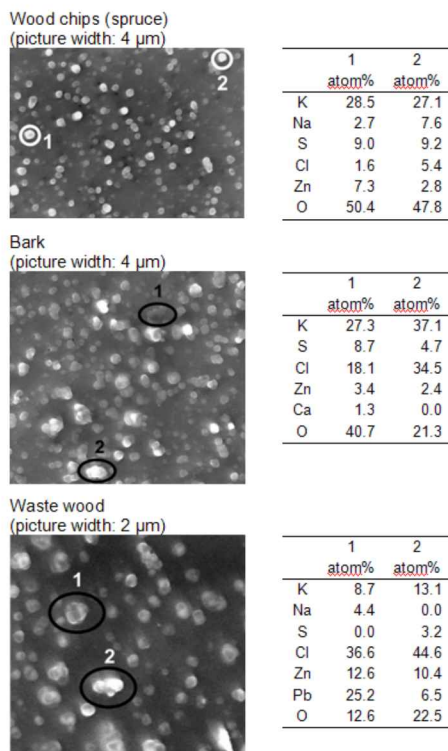 Wood chips (spruce)
(picture width: 4 µm)
2
1
1 2
atom% atom%
K 28.5 27.1
Na 2.7 7.6
S 9.0 9.2
Cl 1.6 5.4
Zn 7.3 2.8
O 50.4 47.8
Bark
(picture width: 4 µm)
1
2
1 2
atom% atom%
K 27.3 37.1
S 8.7 4.7
Cl 18.1 34.5
Zn 3.4 2.4
Ca 1.3 0.0
O 40.7 21.3
Waste wood
(picture width: 2 µm)
1
2
1 2
atom% atom%
K 8.7 13.1
Na 4.4 0.0
S 0.0 3.2
Cl 36.6 44.6
Zn 12.6 10.4
Pb 25.2 6.5
O 12.6 22.5